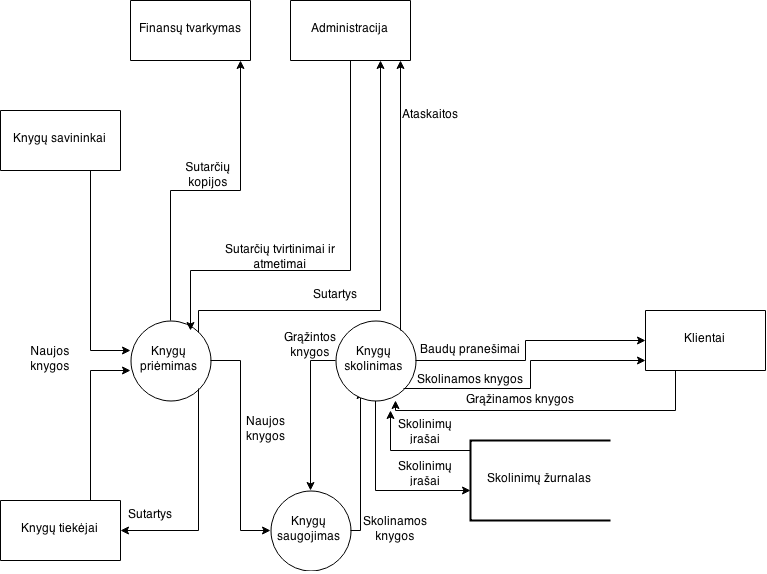 Finansų tvarkymas
Administracija
Ataskaitos
Knygų savininkai
Sutarčių
kopijos
Sutarčių tvirtinimai ir
atmetimai
Sutartys
Naujos
knygos
Knygų
priėmimas
Grąžintos
knygos
Knygų
skolinimas
Baudų pranešimai
Klientai
Skolinamos knygos
Grąžinamos knygos
Naujos
knygos
Skolinimų
įrašai
Skolinimų
įrašai
Skolinimų žurnalas
Knygų tiekėjai
Sutartys
Knygų
saugojimas
Skolinamos
knygos